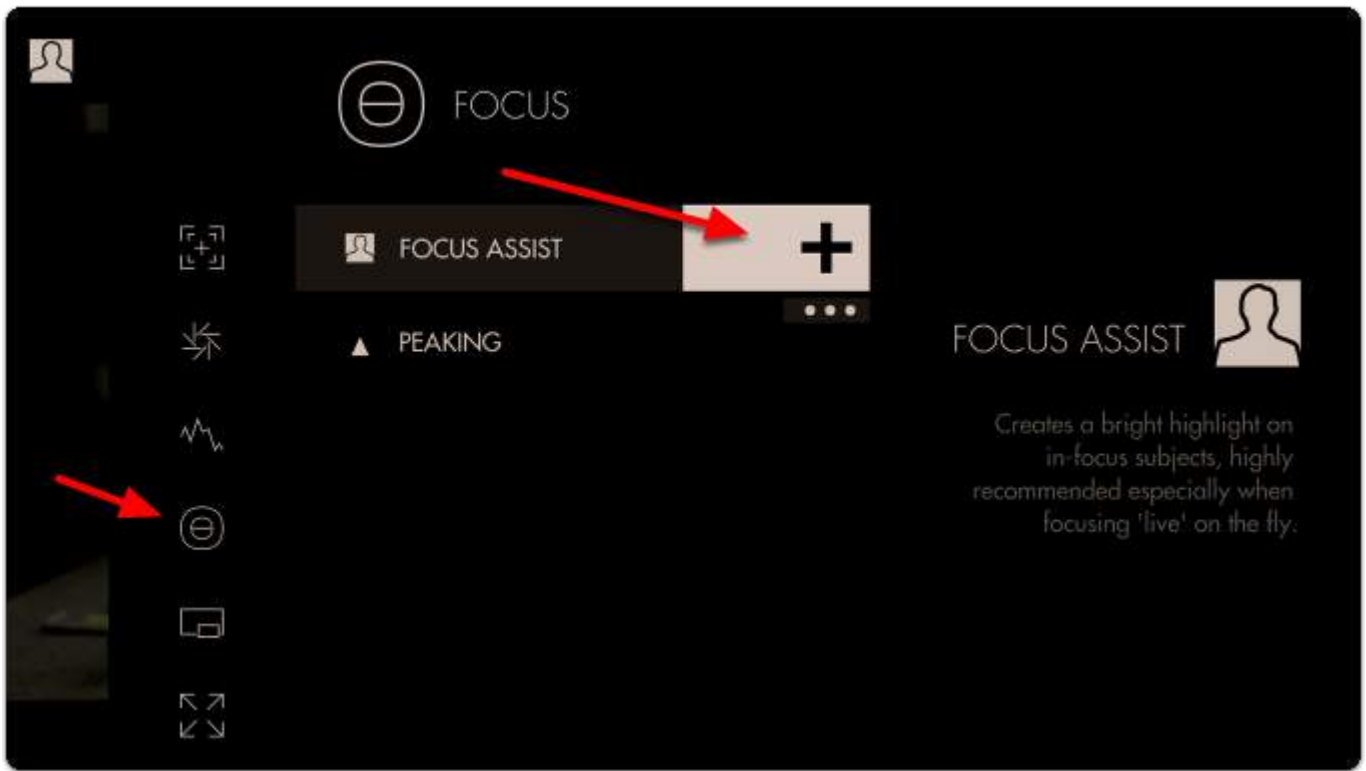 FOCUS
FOCUS ASSIST
PEAKING
FOCUS ASSIST
Creates a bright highlight on
in-focus subjects, highly
recommended especially when
focusing 'live' on the fly.